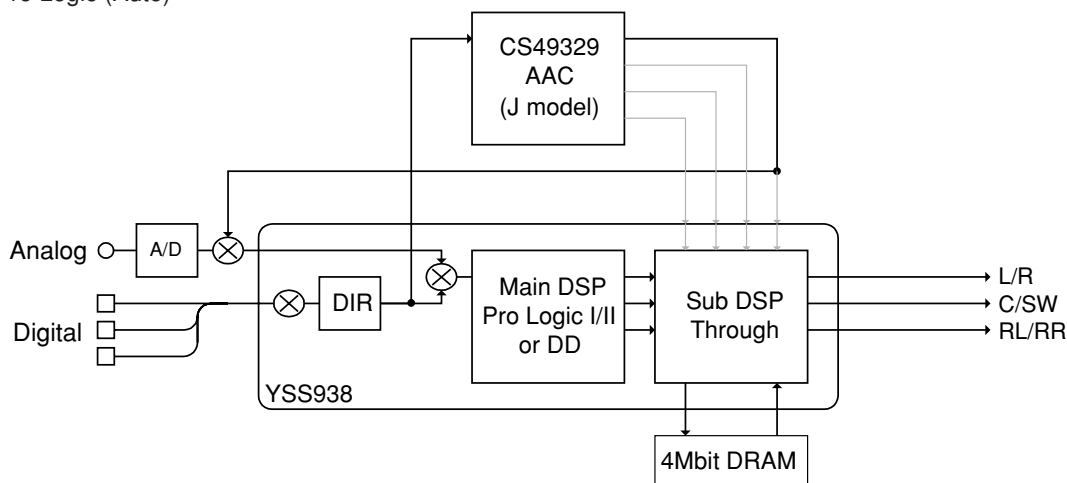 CS49329
AAC
(J model)
Analog
A/D
DIR
Digital
Main DSP
Pro Logic I/II
or DD
Sub DSP
Through
L/R
C/SW
RL/RR
YSS938
4Mbit DRAM